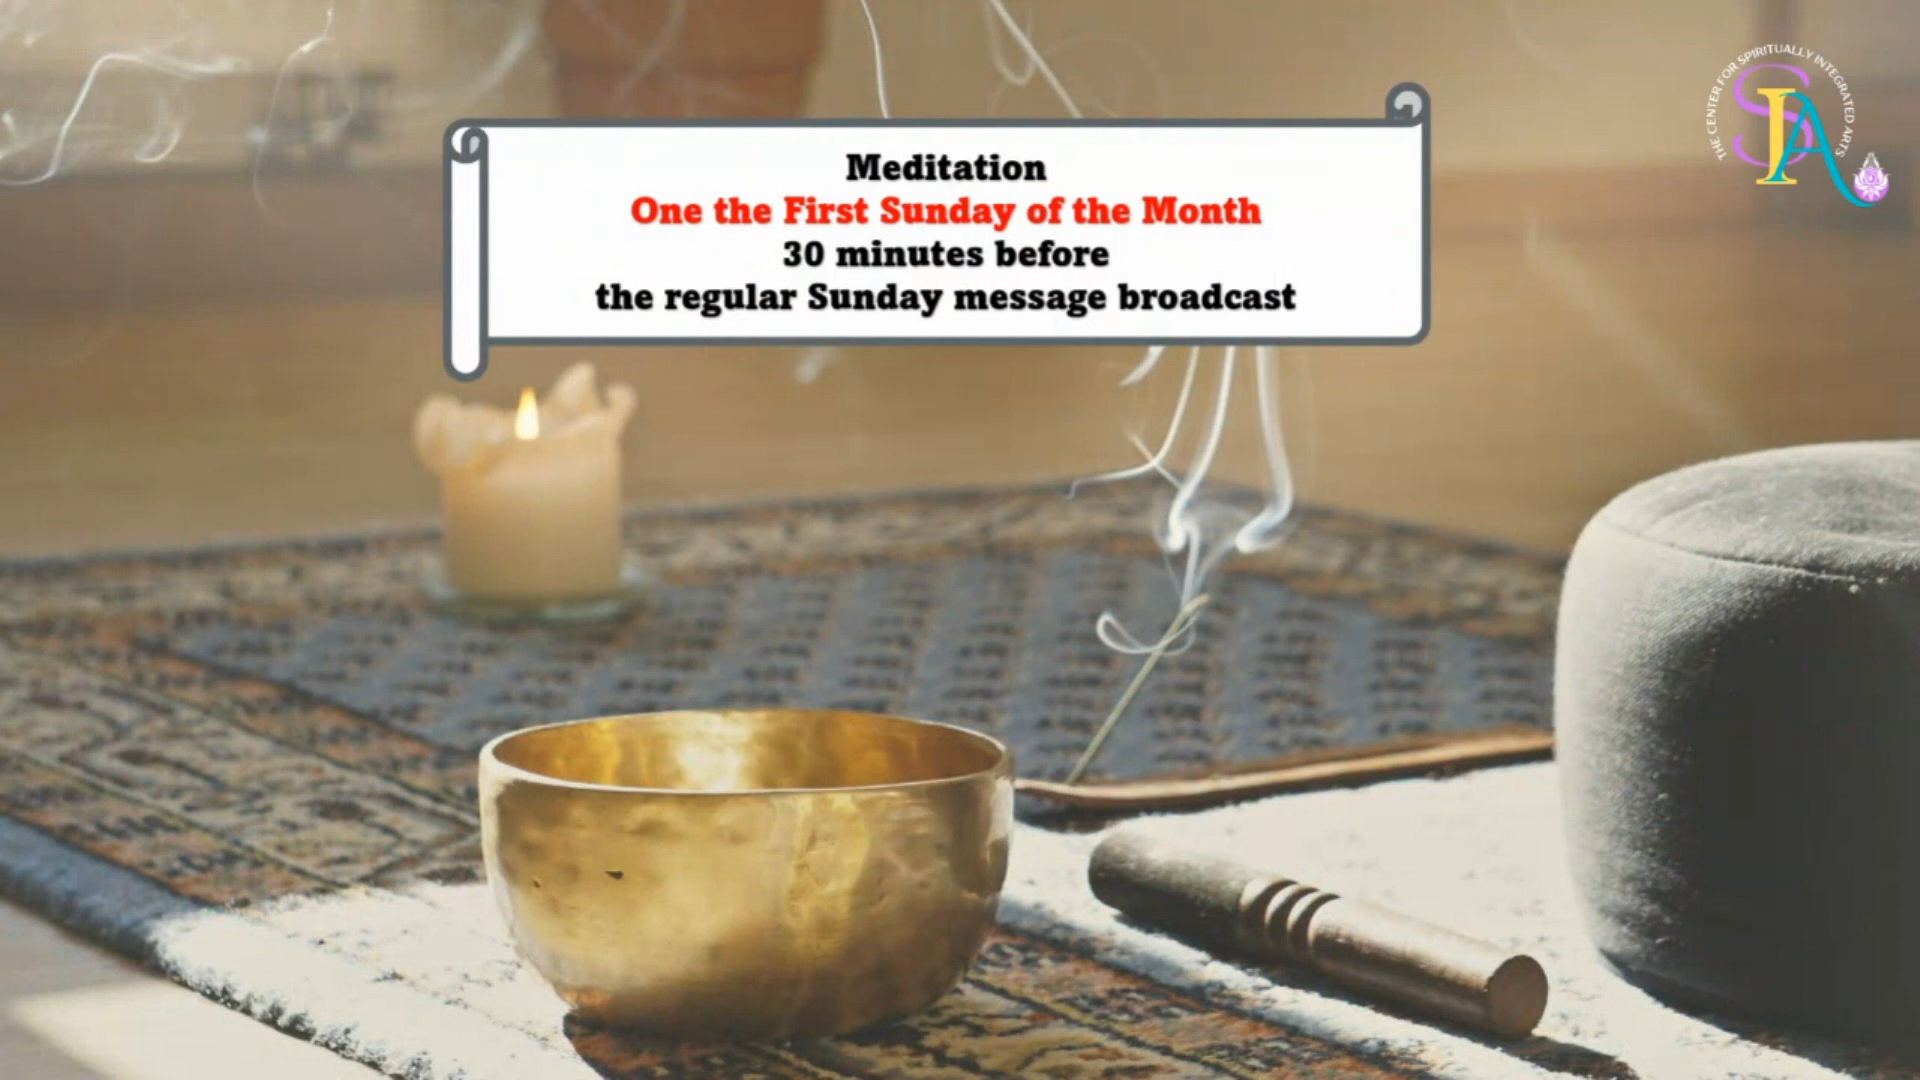 Meditation
One the First Sunday of the Month
30 minutes before
the regular Sunday message broadcast
THE CENTER FOR SPIRITUALLY INTEGRATED ARTS
SIA